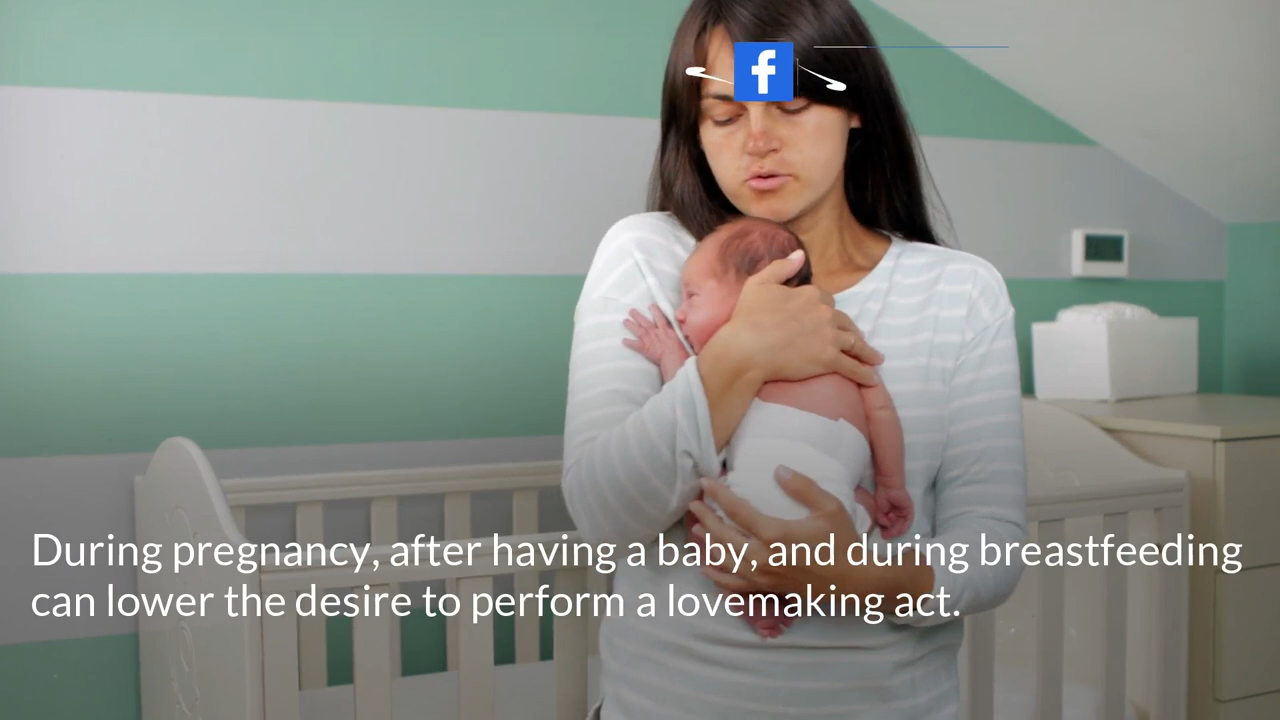 f
During pregnancy, after having a baby, and during breastfeeding
can lower the desire to perform a lovemaking act.